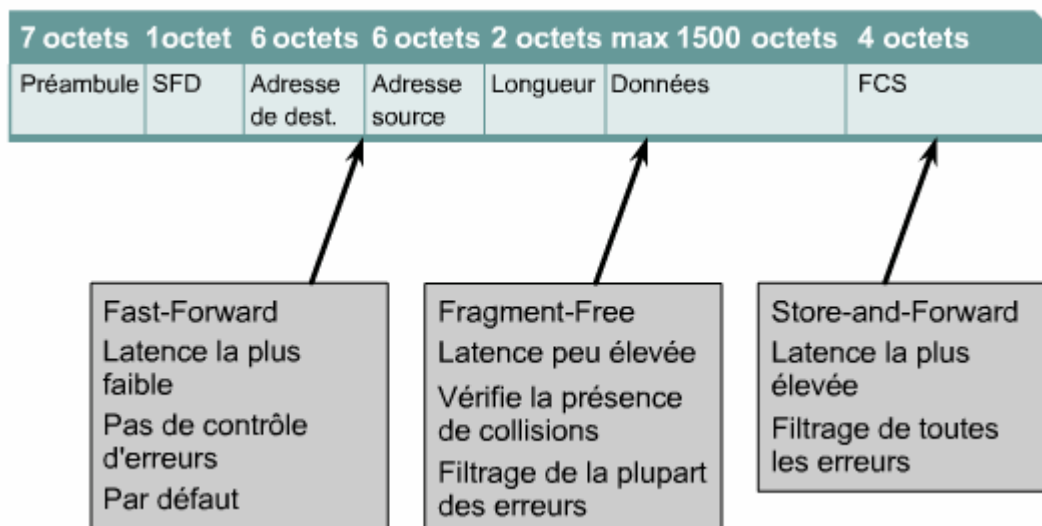 7 octets 1octet 6 octets 6 octets 2 octets max 1500 octets 4 octets
Préambule SFD Adresse de dest. Adresse source Longueur Données FCS
Fast-Forward
Latence la plus
faible
Pas de contrôle
d'erreurs
Par défaut
Fragment-Free
Latence peu élevée
Vérifie la présence
de collisions
Filtrage de la plupart
des erreurs
Store-and-Forward
Latence la plus
élevée
Filtrage de toutes
les erreurs